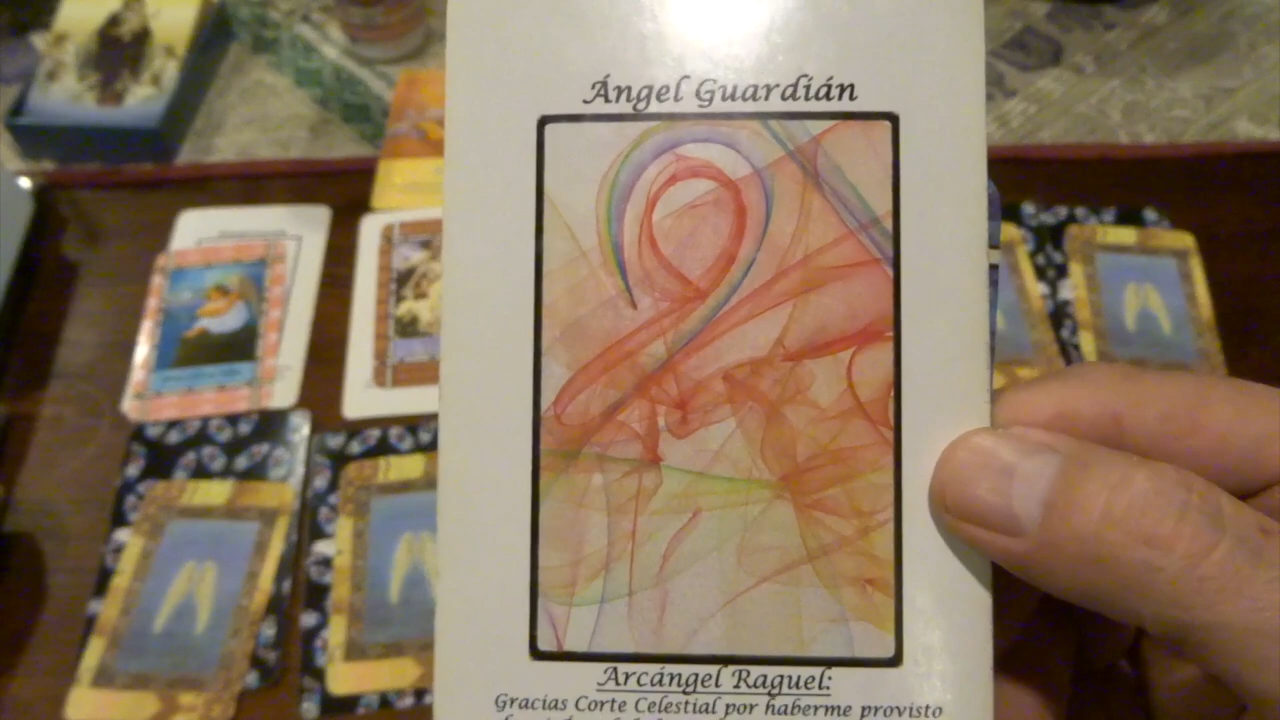 Ángel Guardián
Arcángel Raguel:
Gracias Corte Celestial por haberme provisto